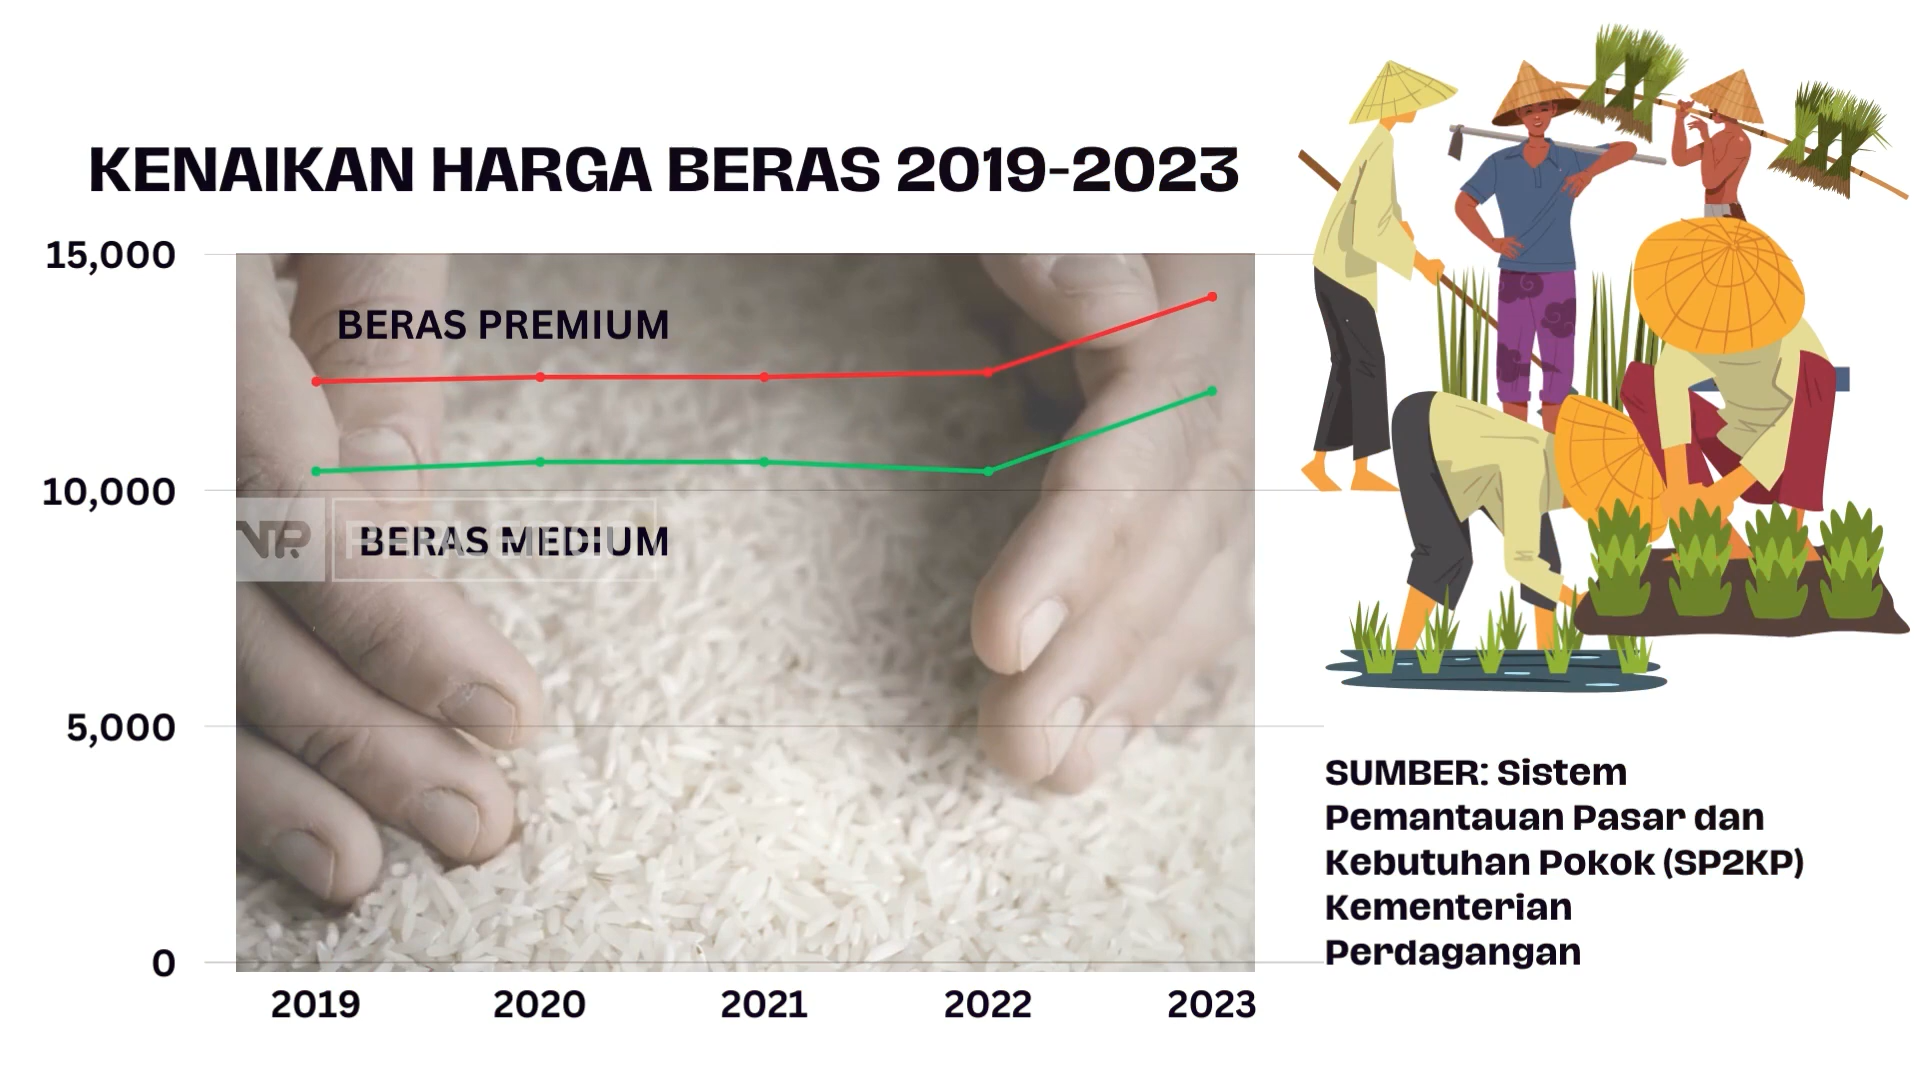 KENAIKAN HARGA BERAS 2019-2023
15,000
BERAS PREMIUM
10,000
BERAS MEDIUM
5,000
0
2019 2020 2021 2022 2023
SUMBER: Sistem
Pemantauan Pasar dan
Kebutuhan Pokok (SP2KP)
Kementerian
Perdagangan